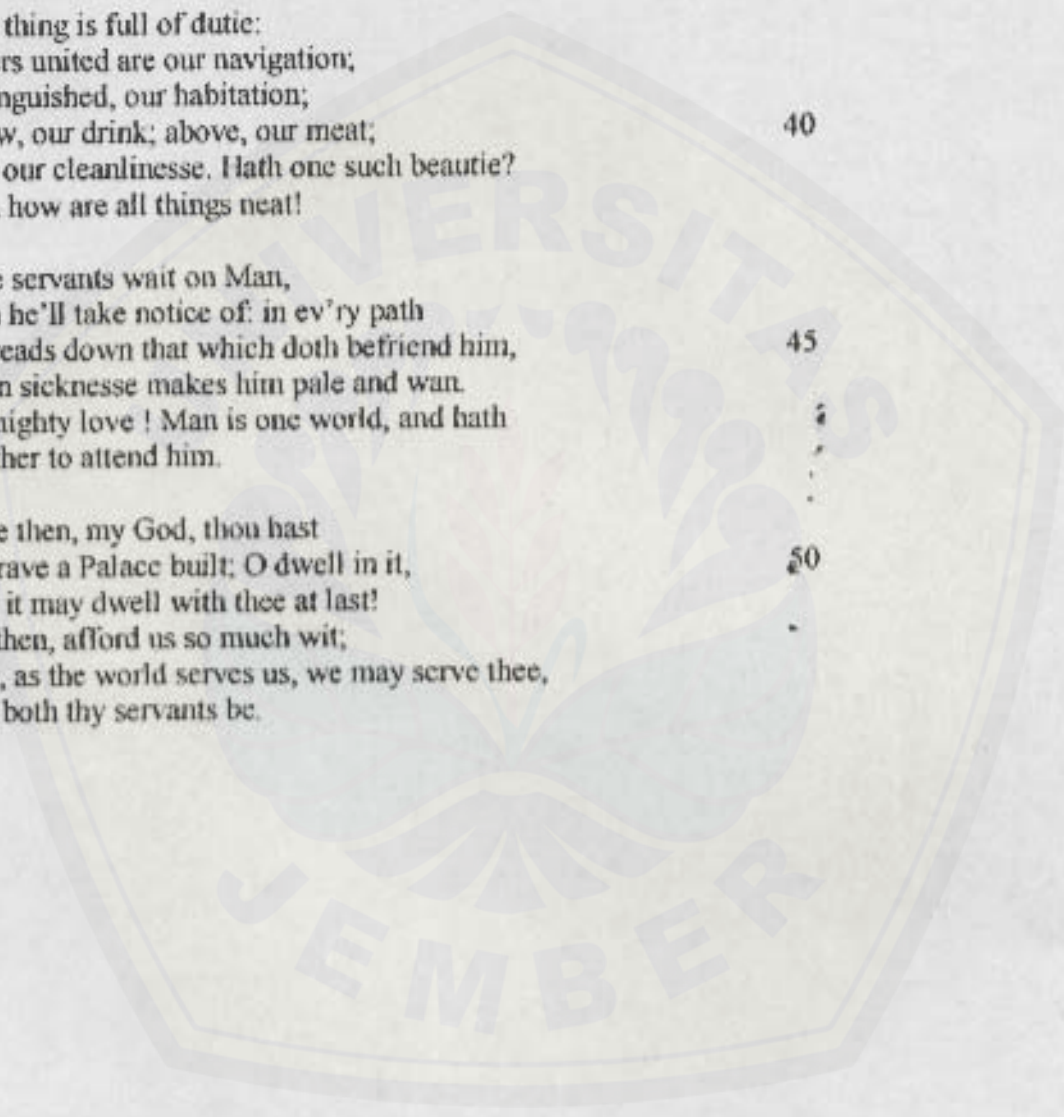 thing is full of dutie:
rs united are our navigation;
nguished, our habitation;
w, our drink; above, our meat; 40
our cleanlinesse. Hath one such beautie?
how are all things neat!
e servants wait on Man,
he'll take notice of: in ev'ry path
eads down that which doth befriend him, 45
n sicknesse makes him pale and wan.
nighty love ! Man is one world, and hath
her to attend him.
e then, my God, thou hast
rave a Palace built; O dwell in it, 50
it may dwell with thee at last!
then, afford us so much wit;
, as the world serves us, we may serve thee,
both thy servants be.
UNIVERSITAS
JEMBER